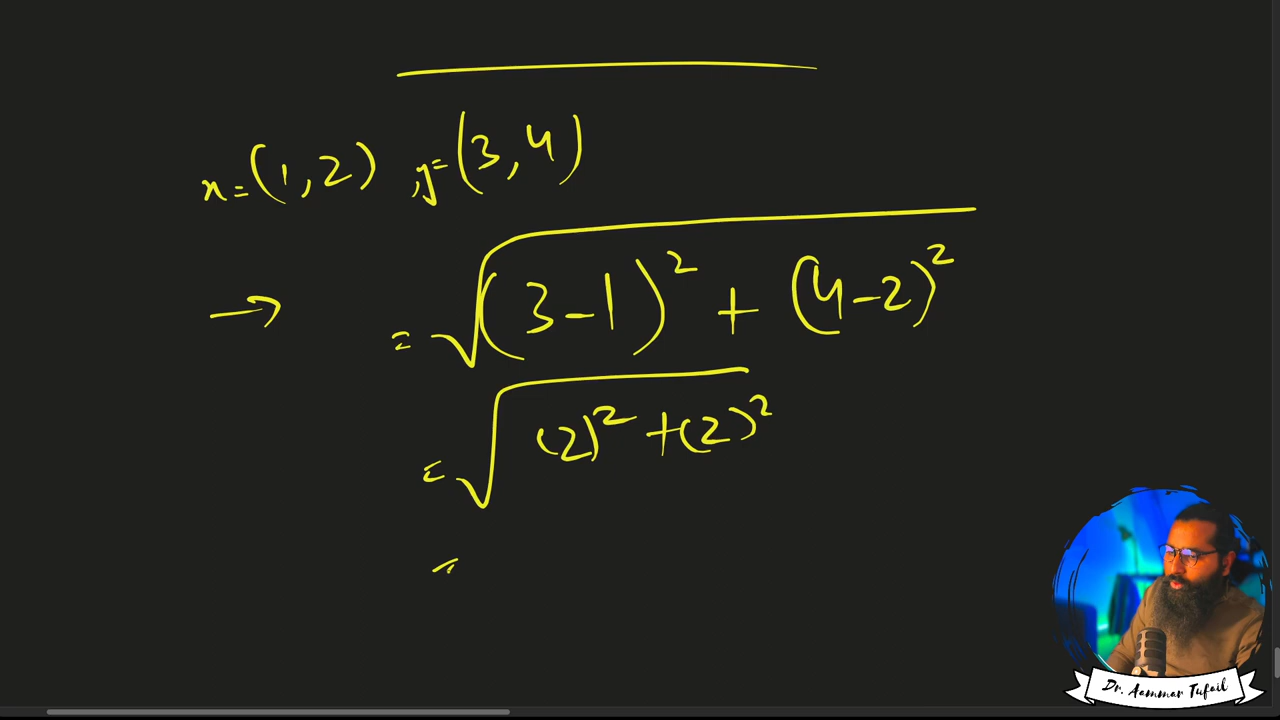 x=(1,2) ,y=(3,4)
→ = √(3-1)² + (4-2)²
= √(2)² +(2)²
=
Dr. Aammar Tufail